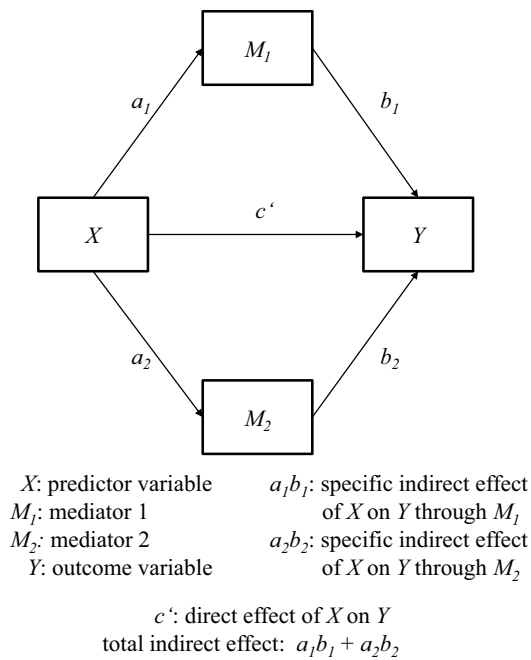 M1
a1
b1
X
c‘
Y
a2
b2
M2
X: predictor variable
M1: mediator 1
M2: mediator 2
Y: outcome variable
a1b1: specific indirect effect
of X on Y through M1
a2b2: specific indirect effect
of X on Y through M2
c‘: direct effect of X on Y
total indirect effect: a1b1 + a2b2